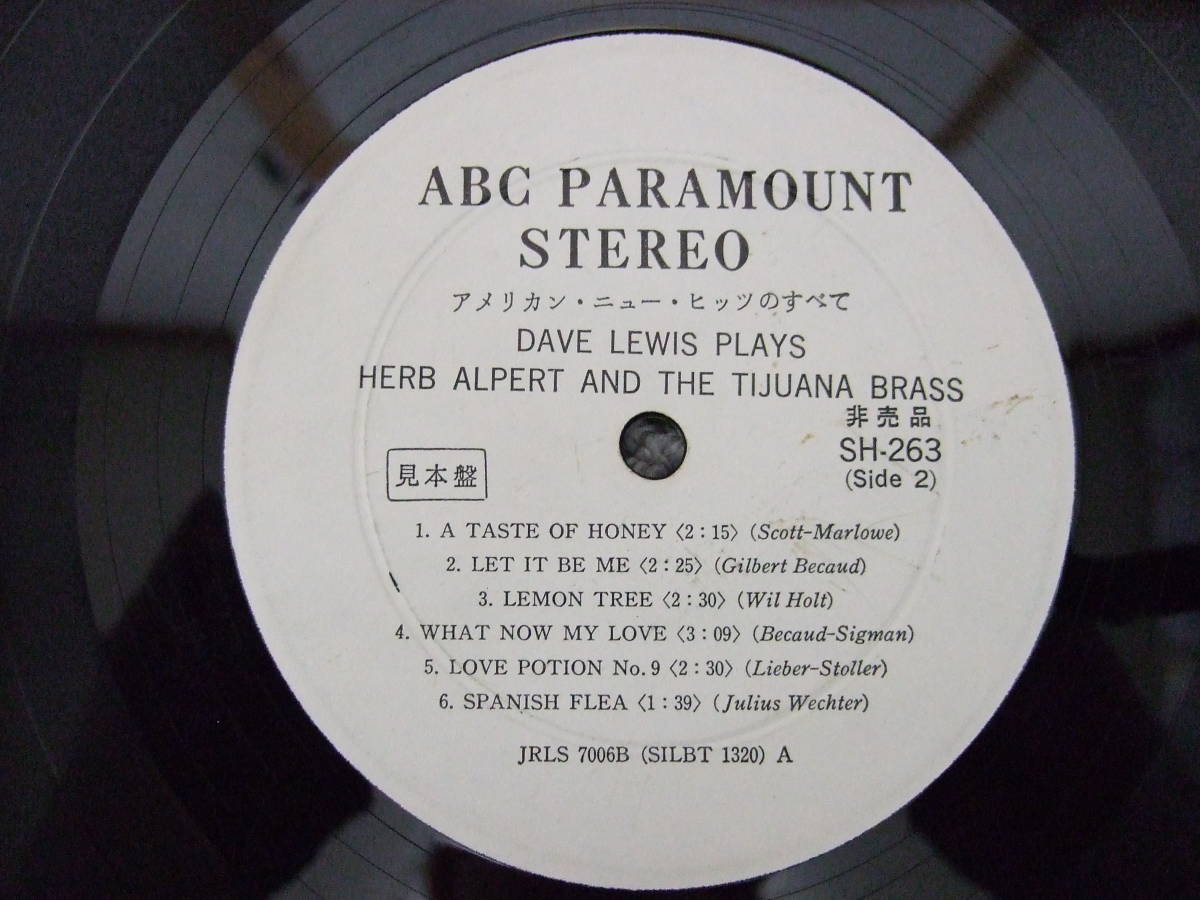 ABC PARAMOUNT
STEREO
アメリカン・ニュー・ヒッツのすべて
DAVE LEWIS PLAYS
HERB ALPERT AND THE TIJUANA BRASS
非売品
SH-263
(Side 2)
見本盤
1. A TASTE OF HONEY 〈2:15〉 (Scott-Marlowe)
2. LET IT BE ME 〈2:25〉 (Gilbert Becaud)
3. LEMON TREE 〈2:30〉 (Wil Holt)
4. WHAT NOW MY LOVE 〈3:09〉 (Becaud-Sigman)
5. LOVE POTION No. 9 〈2:30〉 (Lieber-Stoller)
6. SPANISH FLEA 〈1:39〉 (Julius Wechter)
JRLS 7006B (SILBT 1320) A